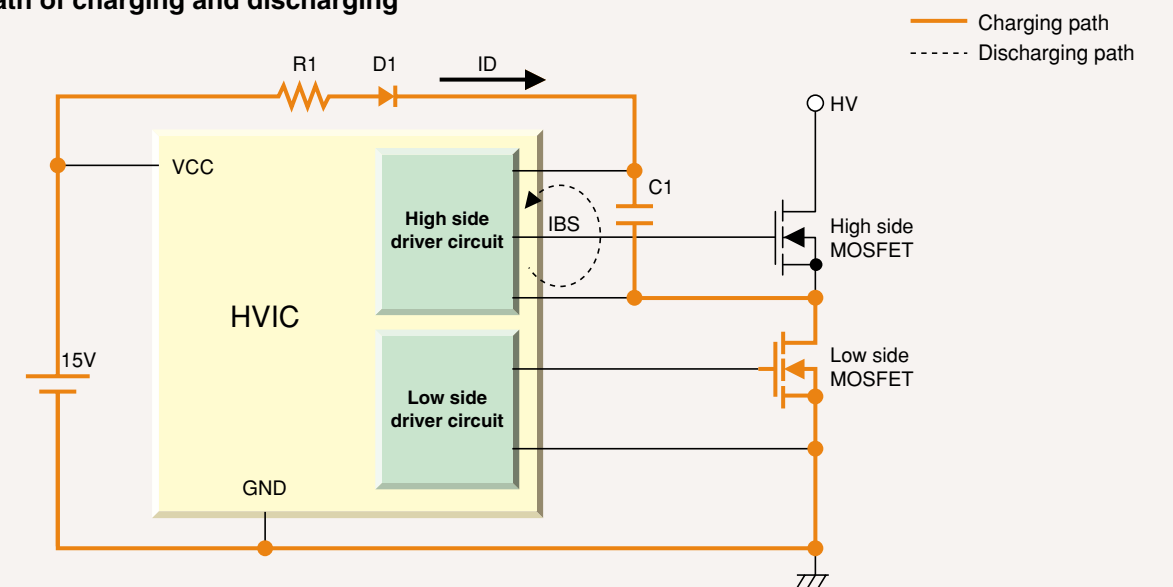 of charging and discharging
Charging path
Discharging path
R1
D1
ID
HV
VCC
C1
High side
driver circuit
IBS
High side
MOSFET
HVIC
15V
Low side
MOSFET
Low side
driver circuit
GND